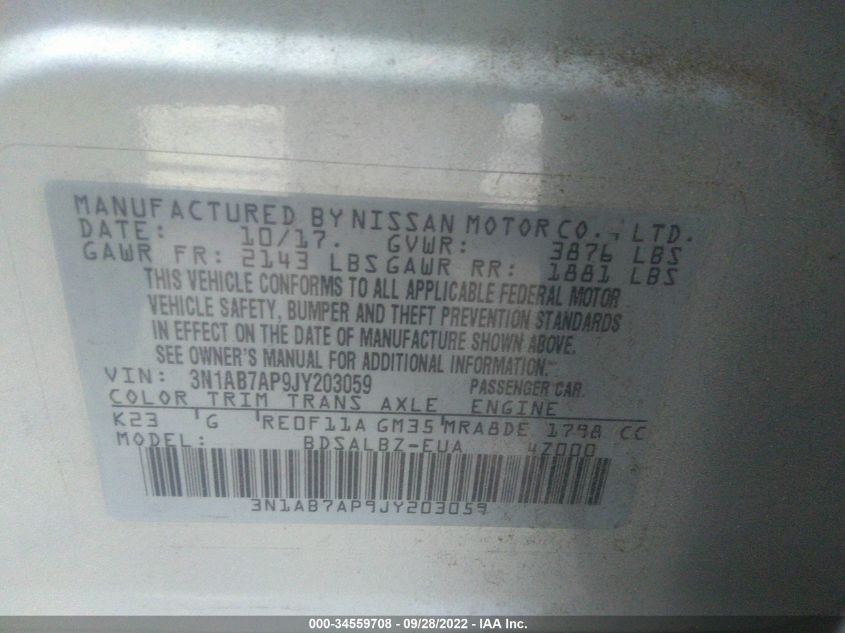 MANUFACTURED BY NISSAN MOTOR CO., LTD.
DATE: 10/17. GVWR: 3876 LBS
GAWR FR: 2143 LBS GAWR RR: 1881 LBS
THIS VEHICLE CONFORMS TO ALL APPLICABLE FEDERAL MOTOR
VEHICLE SAFETY, BUMPER AND THEFT PREVENTION STANDARDS
IN EFFECT ON THE DATE OF MANUFACTURE SHOWN ABOVE.
SEE OWNER'S MANUAL FOR ADDITIONAL INFORMATION.
VIN: 3N1AB7AP9JY203059 PASSENGER CAR.
COLOR TRIM TRANS AXLE ENGINE
K23 G RE0F11A GM35 MRA8DE 1798 CC
MODEL: BDSALBZ-EUA 4Z000
3N1AB7AP9JY203059
000-34559708 - 09/28/2022 - IAA Inc.